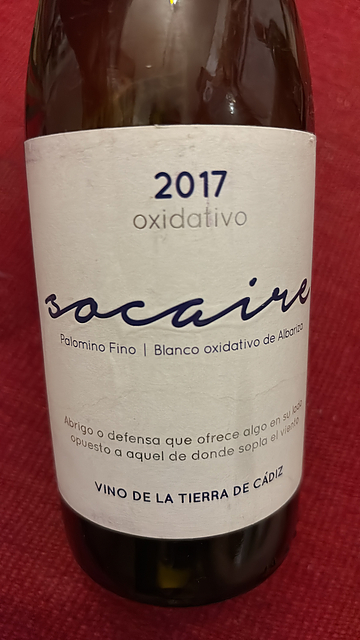 2017
oxidativo
socaire
Palomino Fino | Blanco oxidativo de Albariza
Abrigo o defensa que ofrece algo en su lado
opuesto a aquel de donde sopla el viento
VINO DE LA TIERRA DE CÁDIZ